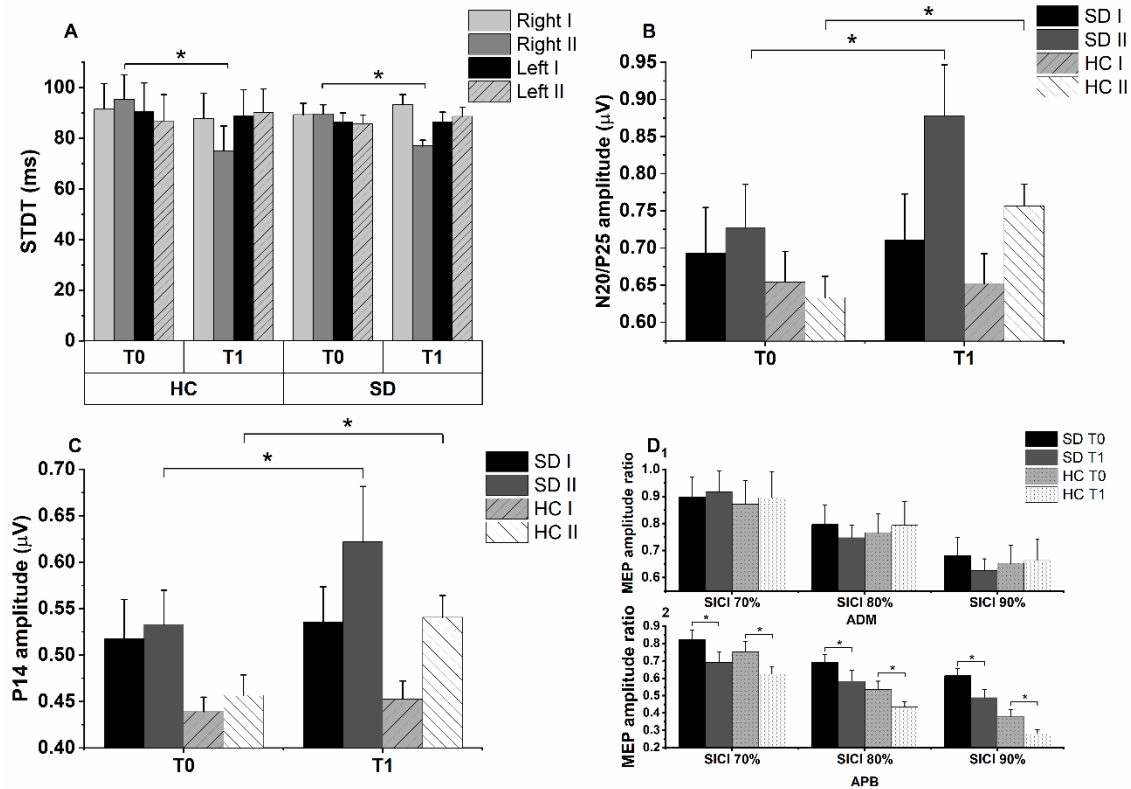 A
Right I
Right II
Left I
Left II
*
*
STDT (ms)
100
80
60
40
20
0
T0 T1 T0 T1
HC SD
B
SD I
SD II
HC I
HC II
*
*
N20/P25 amplitude (µV)
0.95
0.90
0.85
0.80
0.75
0.70
0.65
0.60
T0 T1
C
SD I
SD II
HC I
HC II
*
*
P14 amplitude (µV)
0.70
0.65
0.60
0.55
0.50
0.45
0.40
T0 T1
D
1
SD T0
SD T1
HC T0
HC T1
MEP amplitude ratio
1.0
0.9
0.8
0.7
0.6
SICI 70% SICI 80% SICI 90%
ADM
2
MEP amplitude ratio
0.9
0.8
0.7
0.6
0.5
0.4
0.3
0.2
* * * * * *
SICI 70% SICI 80% SICI 90%
APB